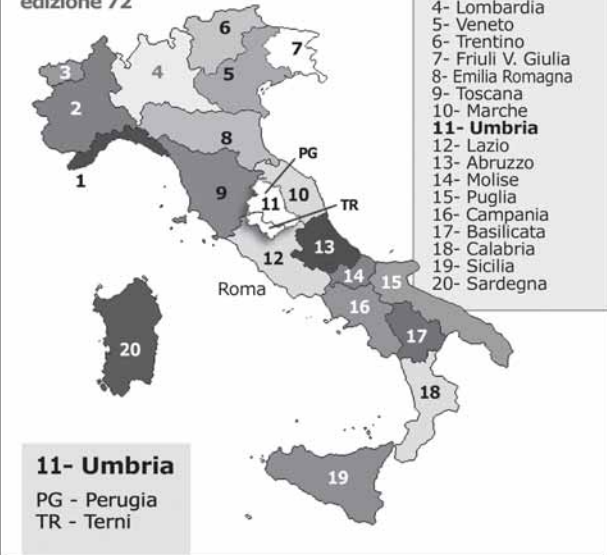 edizione 72
4- Lombardia
5- Veneto
6- Trentino
7- Friuli V. Giulia
8- Emilia Romagna
9- Toscana
10- Marche
11- Umbria
12- Lazio
13- Abruzzo
14- Molise
15- Puglia
16- Campania
17- Basilicata
18- Calabria
19- Sicilia
20- Sardegna
6
7
3
4
5
2
8
PG
1
9
11
10
TR
13
12
14
15
Roma
16
17
20
18
19
11- Umbria
PG - Perugia
TR - Terni